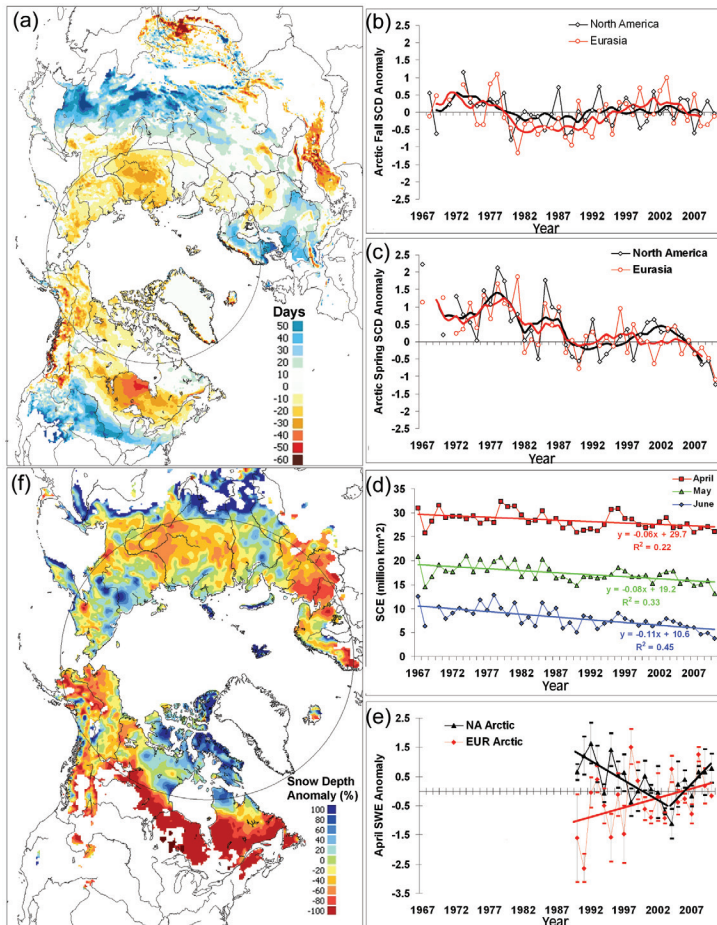 (a)
Days
50
40
30
20
10
0
-10
-20
-30
-40
-50
-60
(b)
North America
Eurasia
Arctic Fall SCD Anomaly
2.5
2
1.5
1
0.5
0
-0.5
-1
-1.5
-2
-2.5
1967 1972 1977 1982 1987 1992 1997 2002 2007
Year
(c)
North America
Eurasia
Arctic Spring SCD Anomaly
2.5
2
1.5
1
0.5
0
-0.5
-1
-1.5
-2
-2.5
1967 1972 1977 1982 1987 1992 1997 2002 2007
Year
(f)
Snow Depth
Anomaly (%)
100
80
60
40
20
0
-20
-40
-60
-80
-100
(d)
April
May
June
SCE (million km^2)
35
30
25
20
15
10
5
0
y = -0.06x + 29.7
R² = 0.22
y = -0.08x + 19.2
R² = 0.33
y = -0.11x + 10.6
R² = 0.45
1967 1972 1977 1982 1987 1992 1997 2002 2007
Year
(e)
NA Arctic
EUR Arctic
April SWE Anomaly
2.5
1.5
0.5
-0.5
-1.5
-2.5
-3.5
1967 1972 1977 1982 1987 1992 1997 2002 2007
Year